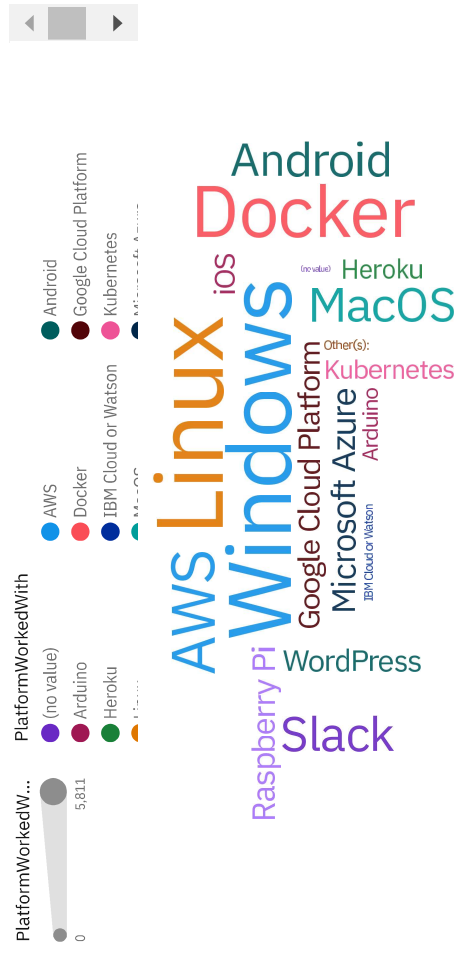 PlatformWorkedW...
0
5,811
PlatformWorkedWith
(no value)
AWS
Android
Arduino
Docker
Google Cloud Platform
Heroku
IBM Cloud or Watson
Kubernetes
Android
Docker
iOS
(no value)
Heroku
MacOS
Linux
Windows
Other(s):
Kubernetes
Google Cloud Platform
Microsoft Azure
Arduino
IBM Cloud or Watson
AWS
WordPress
Raspberry Pi
Slack